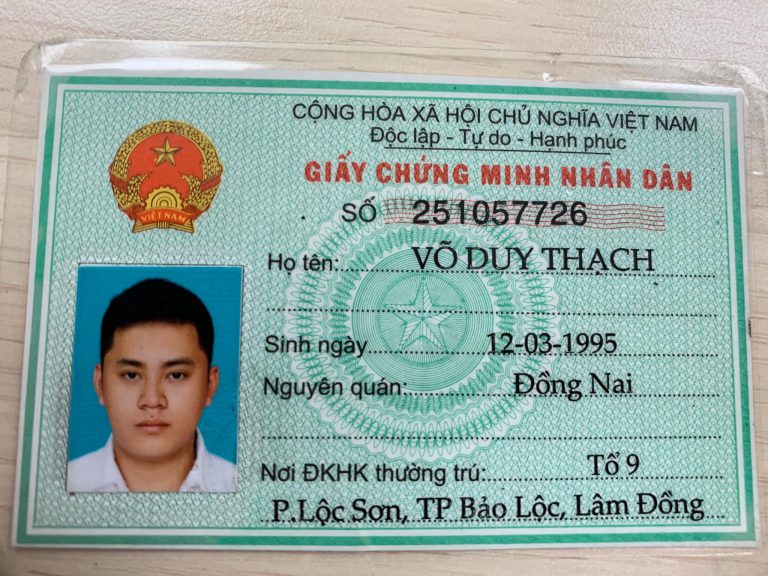 CỘNG HÒA XÃ HỘI CHỦ NGHĨA VIỆT NAM
Độc lập - Tự do - Hạnh phúc
GIẤY CHỨNG MINH NHÂN DÂN
SỐ 251057726
VIỆT NAM
Họ tên: VÕ DUY THẠCH
Sinh ngày 12-03-1995
Nguyên quán: Đồng Nai
Nơi ĐKHK thường trú: Tổ 9
P.Lộc Sơn, TP Bảo Lộc, Lâm Đồng